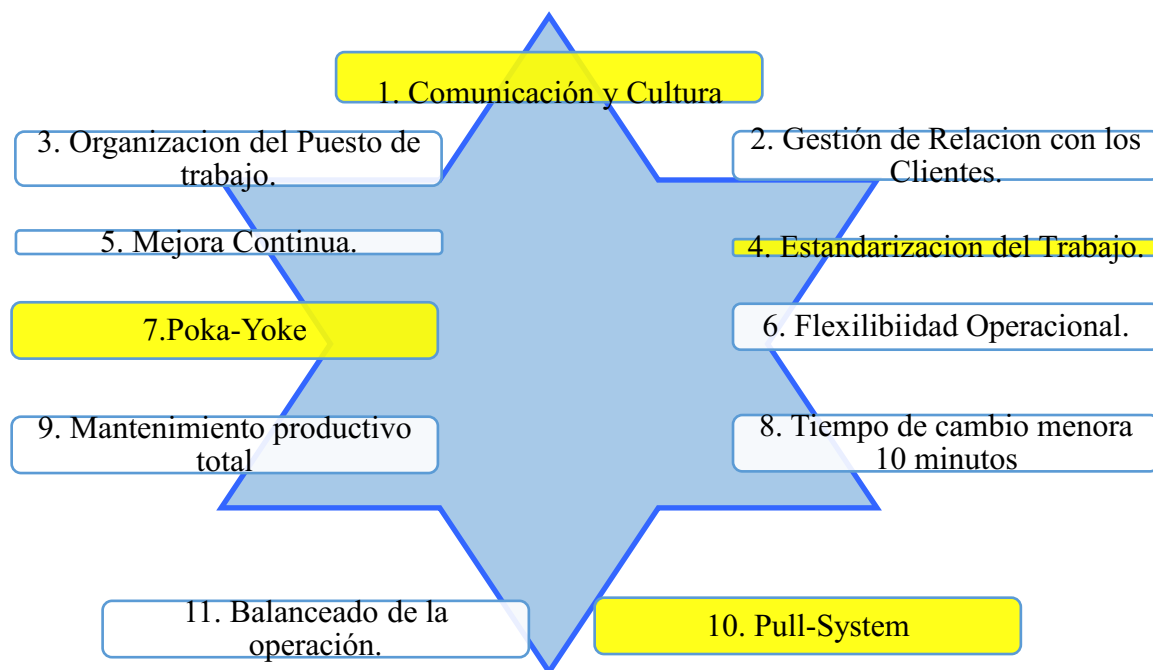 1. Comunicación y Cultura
3. Organizacion del Puesto de
trabajo.
2. Gestión de Relacion con los
Clientes.
5. Mejora Continua.
4. Estandarizacion del Trabajo.
7.Poka-Yoke
6. Flexilibiidad Operacional.
9. Mantenimiento productivo
total
8. Tiempo de cambio menora
10 minutos
11. Balanceado de la
operación.
10. Pull-System